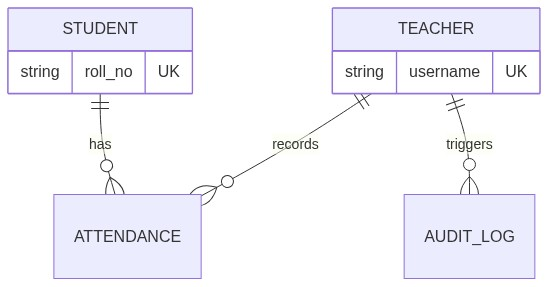 STUDENT
string roll_no UK
TEACHER
string username UK
has
records
triggers
ATTENDANCE
AUDIT_LOG